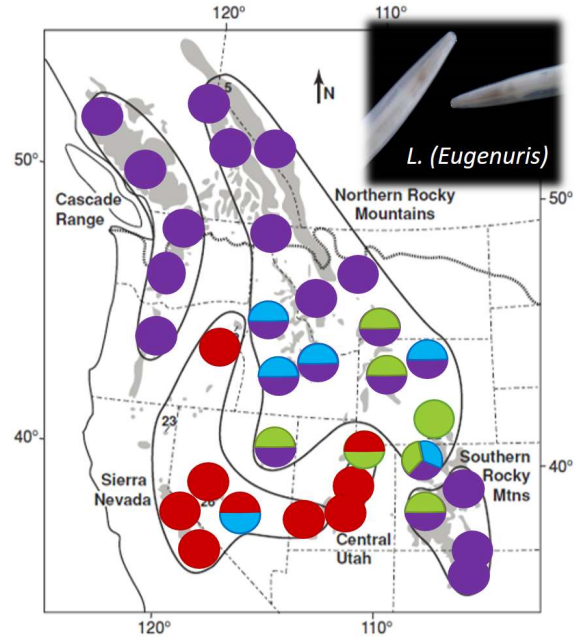 120°
110°
5
N
L. (Eugenuris)
50°
50°
Cascade
Range
Northern Rocky
Mountains
23
40°
40°
Sierra
Nevada
Southern
Rocky
Mtns
Central
Utah
120°
110°